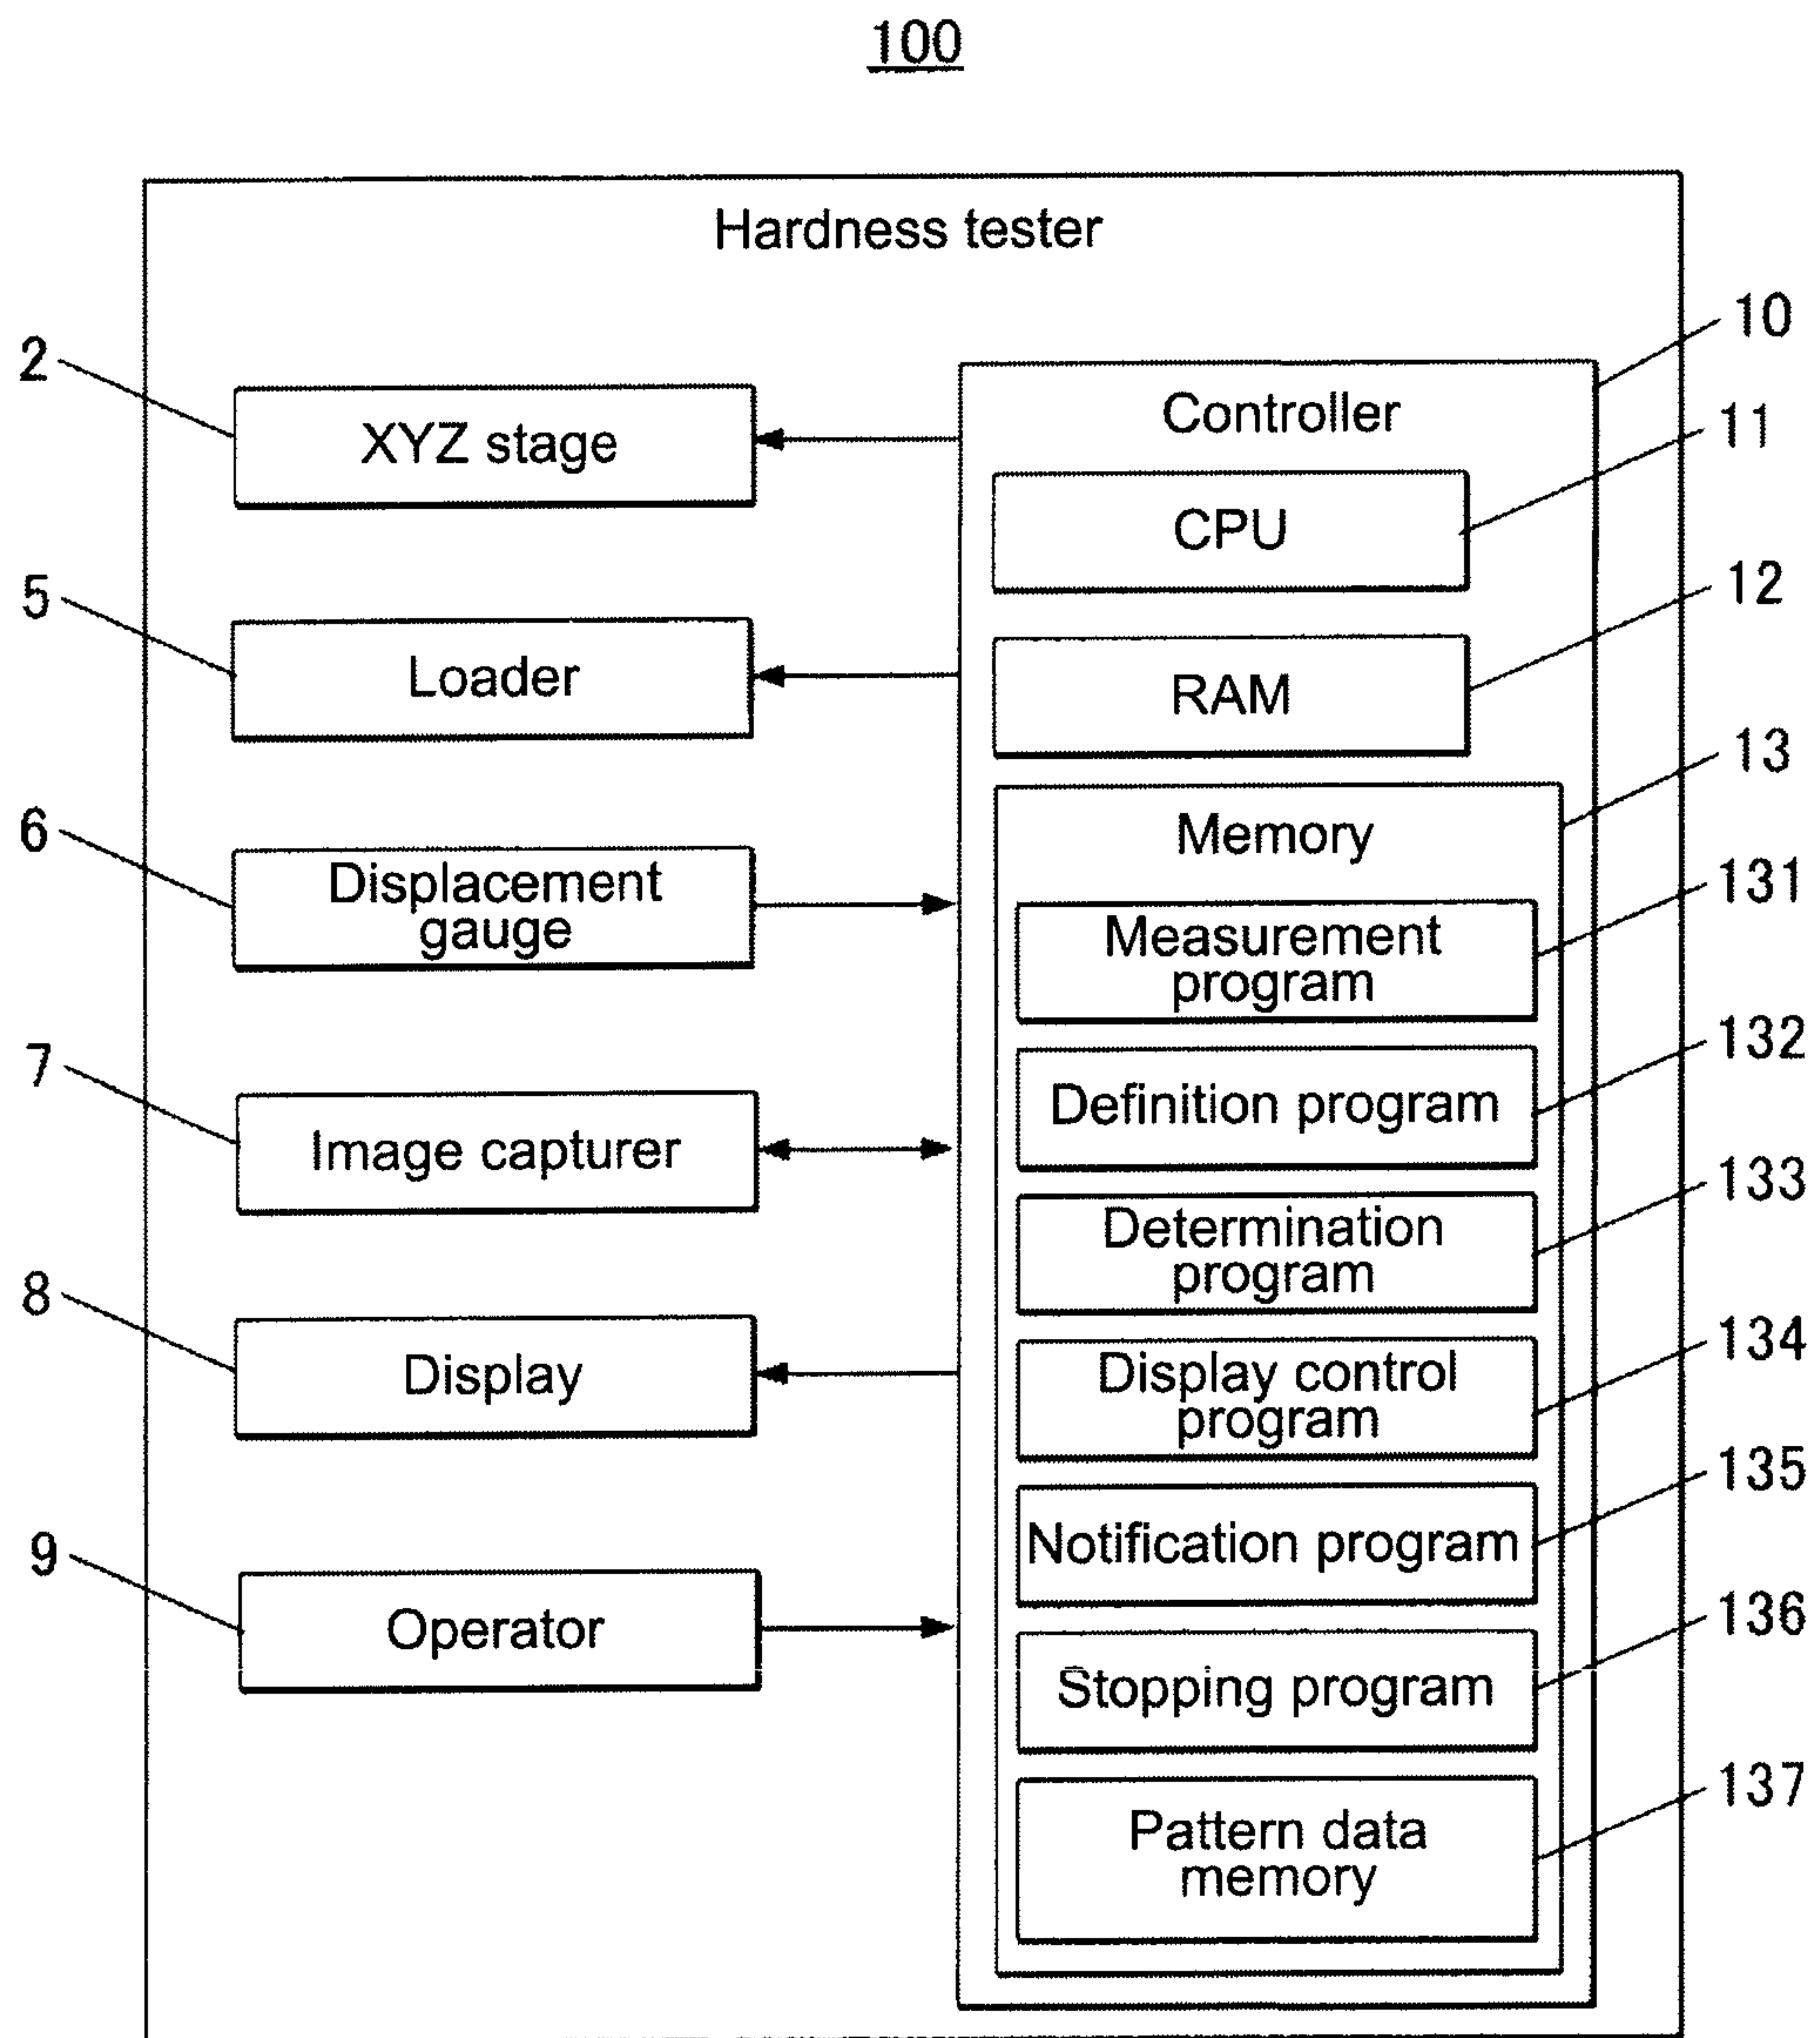 100
Hardness tester
2
XYZ stage
5
Loader
6
Displacement
gauge
7
Image capturer
8
Display
9
Operator
10
Controller
11
CPU
12
RAM
13
Memory
131
Measurement
program
132
Definition program
133
Determination
program
134
Display control
program
135
Notification program
136
Stopping program
137
Pattern data
memory